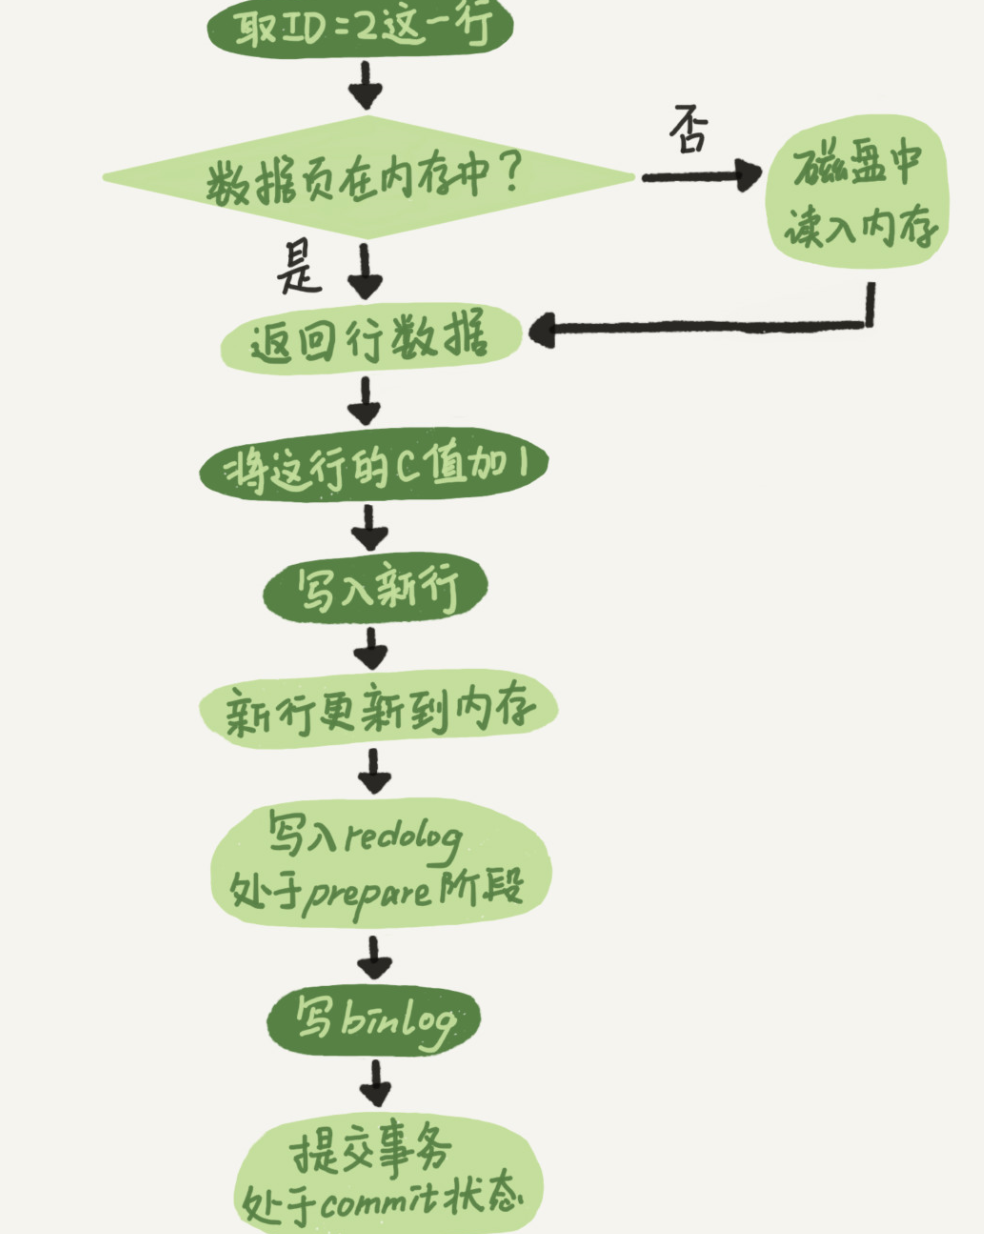 取ID=2这一行
数据页在内存中?
否
磁盘中
读入内存
是
返回行数据
将这行的C值加1
写入新行
新行更新到内存
写入redolog
处于prepare阶段
写binlog
提交事务
处于commit状态